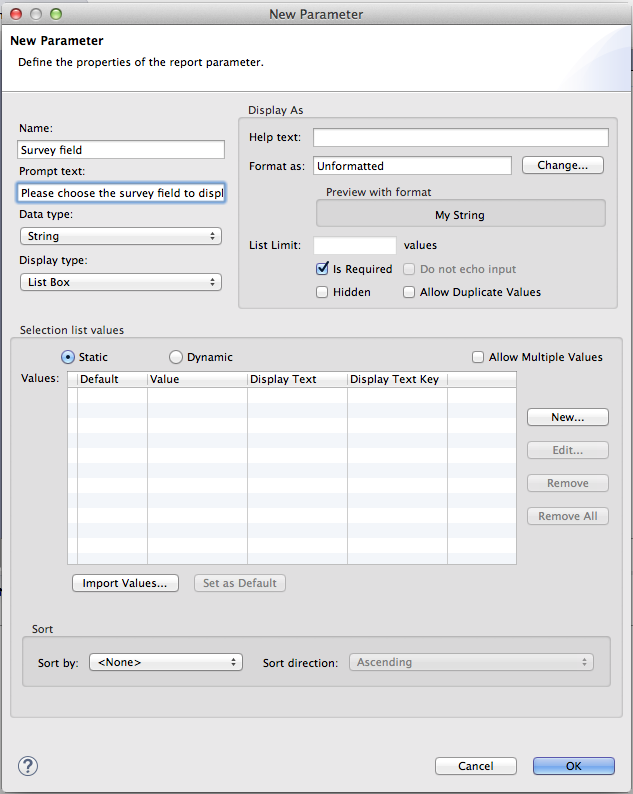 New Parameter
New Parameter
Define the properties of the report parameter.
Name:
Survey field
Prompt text:
Please choose the survey field to displ
Data type:
String
Display type:
List Box
Display As
Help text:
Format as: Unformatted Change...
Preview with format
My String
List Limit: values
Is Required Do not echo input
Hidden Allow Duplicate Values
Selection list values
Static Dynamic Allow Multiple Values
Values: Default Value Display Text Display Text Key
New...
Edit...
Remove
Remove All
Import Values... Set as Default
Sort
Sort by: <None> Sort direction: Ascending
? Cancel OK